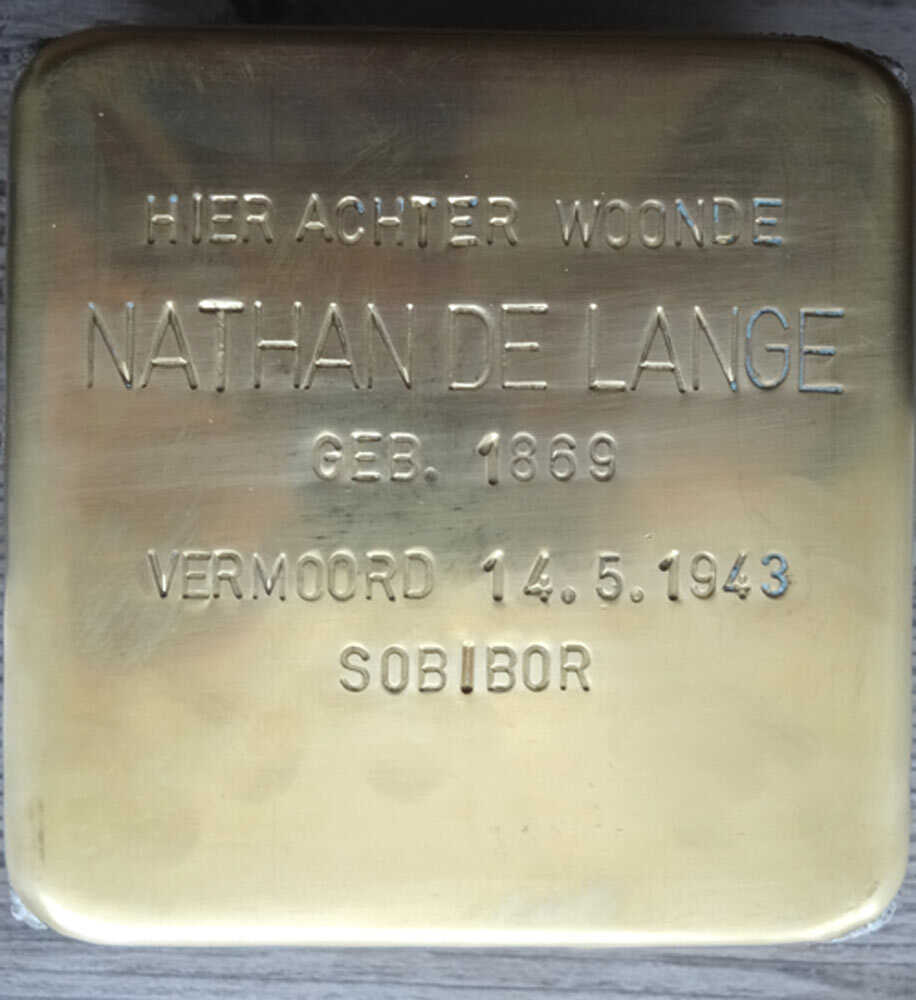 HIER ACHTER WOONDE
NATHAN DE LANGE
GEB. 1869
VERMOORD 14.5.1943
SOBIBOR